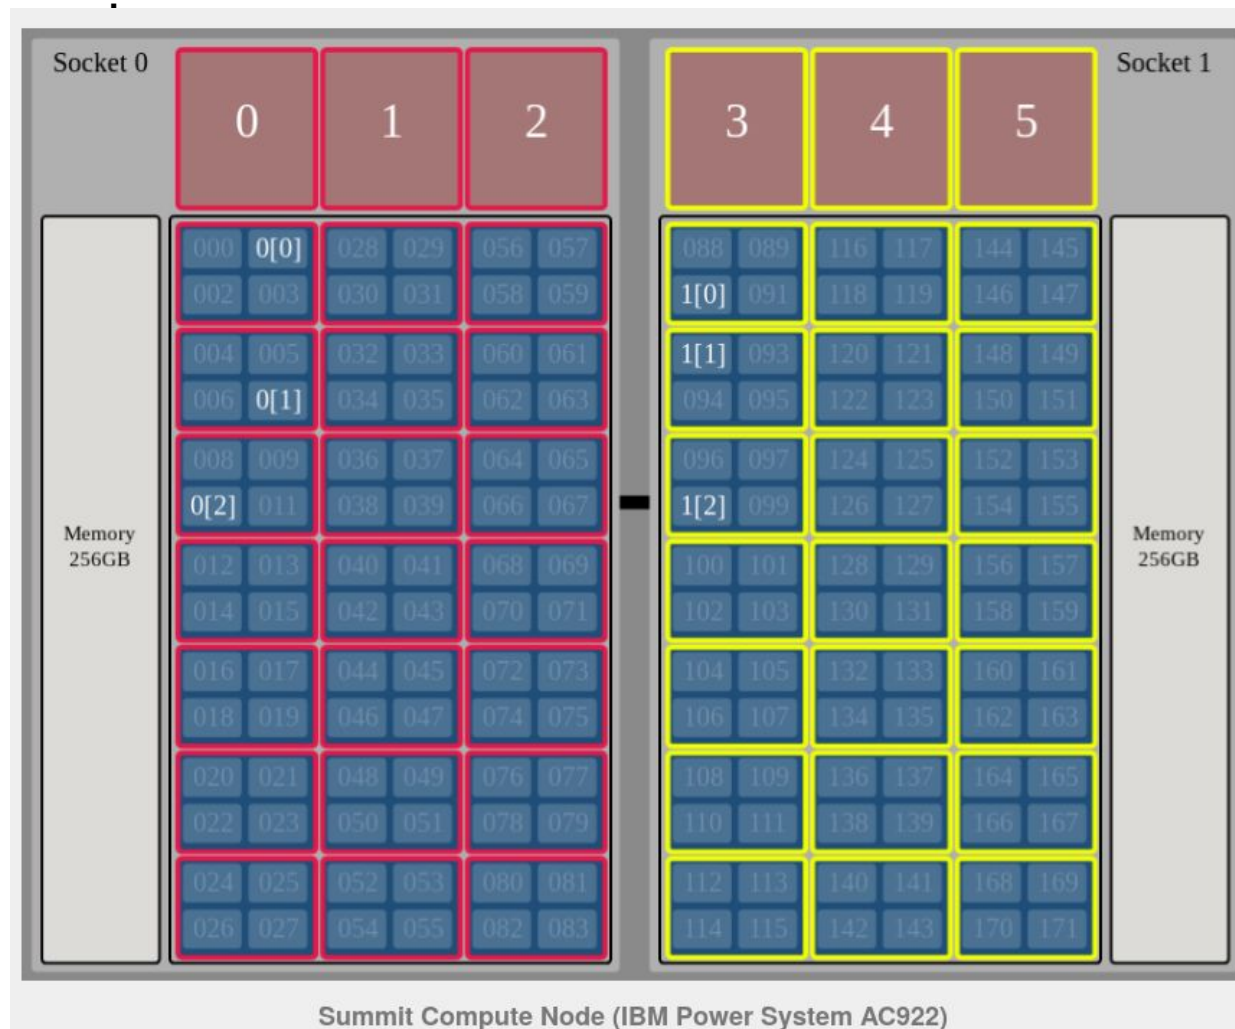 Socket 0
0 1 2
3 4 5
Socket 1
000 0[0] 028 029 056 057
002 003 030 031 058 059
004 005 032 033 060 061
006 0[1] 034 035 062 063
008 009 036 037 064 065
0[2] 011 038 039 066 067
012 013 040 041 068 069
014 015 042 043 070 071
016 017 044 045 072 073
018 019 046 047 074 075
020 021 048 049 076 077
022 023 050 051 078 079
024 025 052 053 080 081
026 027 054 055 082 083
Memory
256GB
088 089 116 117 144 145
1[0] 091 118 119 146 147
1[1] 093 120 121 148 149
094 095 122 123 150 151
096 097 124 125 152 153
1[2] 099 126 127 154 155
100 101 128 129 156 157
102 103 130 131 158 159
104 105 132 133 160 161
106 107 134 135 162 163
108 109 136 137 164 165
110 111 138 139 166 167
112 113 140 141 168 169
114 115 142 143 170 171
Memory
256GB
Summit Compute Node (IBM Power System AC922)